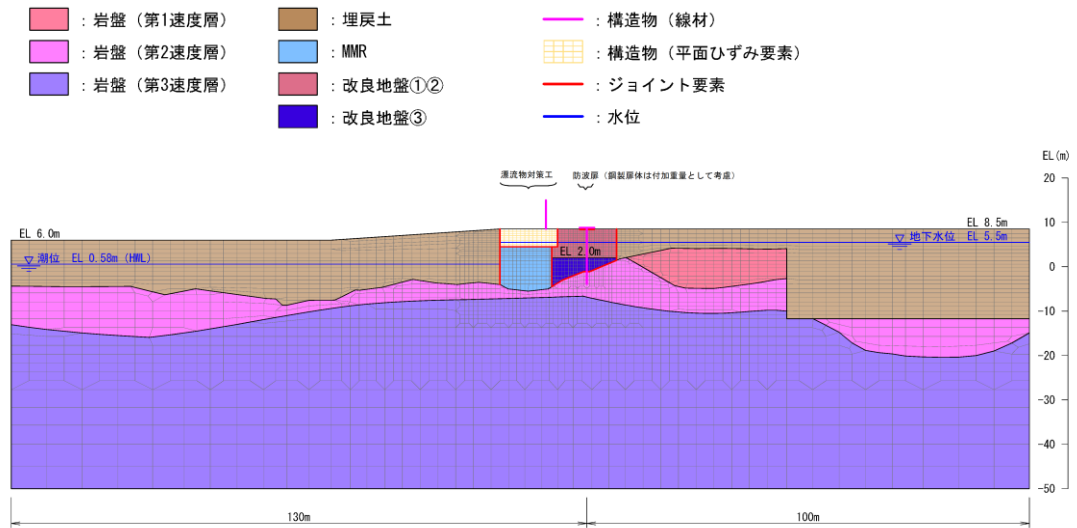 ：岩盤（第1速度層）
：埋戻土
：構造物（線材）
：岩盤（第2速度層）
：MMR
：構造物（平面ひずみ要素）
：岩盤（第3速度層）
：改良地盤①②
：ジョイント要素
：改良地盤③
：水位
EL(m)
漂流物対策工
防波扉（鋼製扉体は付加重量として考慮）
20
EL 6.0m
EL 8.5m
10
▽潮位 EL 0.58m (HWL)
EL 2.0m
▽地下水位 EL 5.5m
0
-10
-20
-30
-40
-50
130m
100m